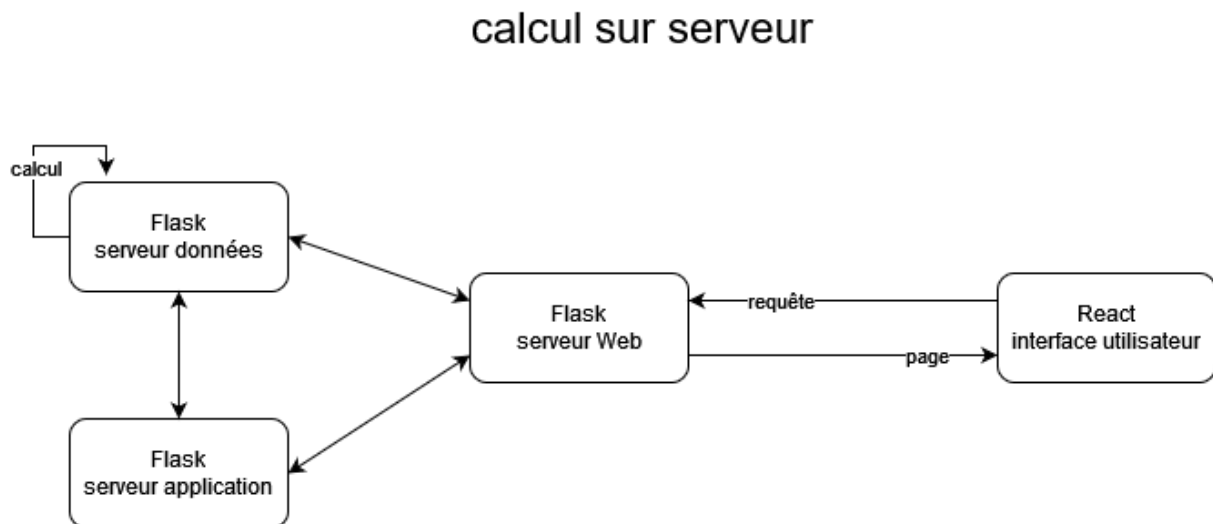 calcul sur serveur
calcul
Flask
serveur données
Flask
serveur Web
requête
page
React
interface utilisateur
Flask
serveur application